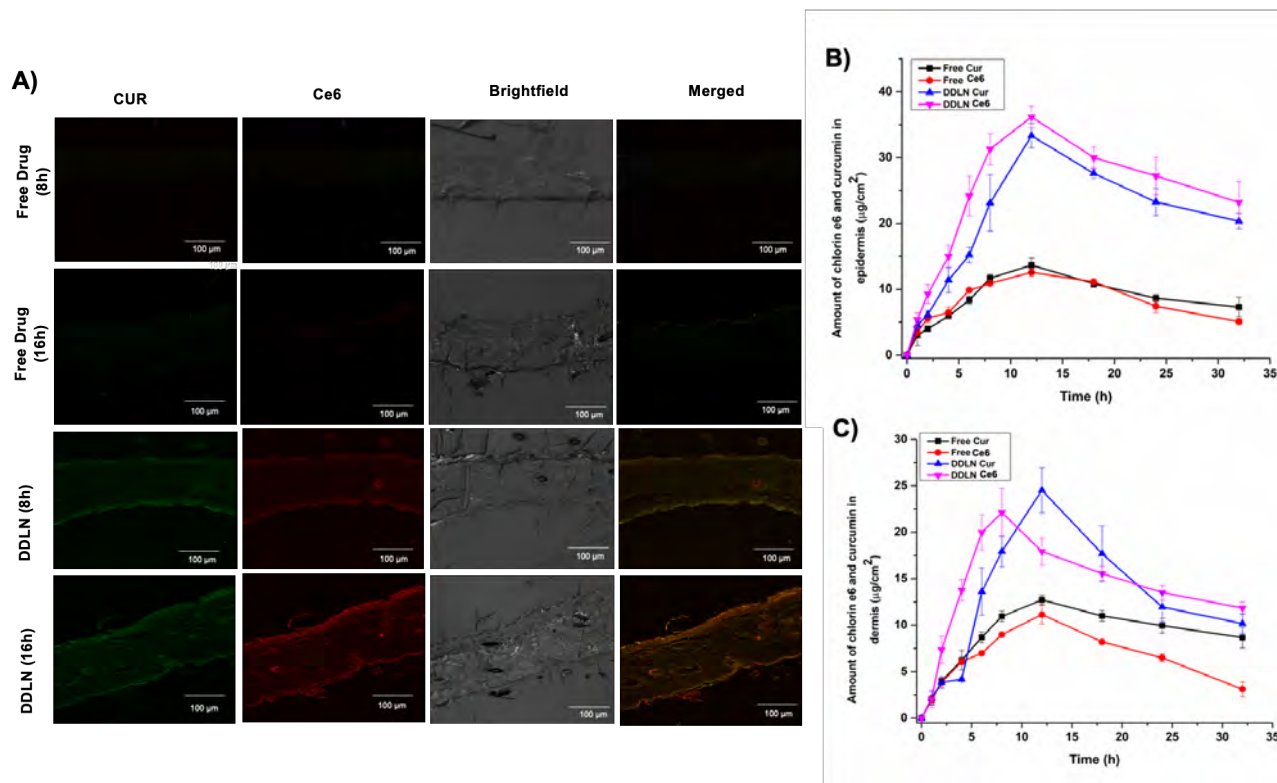 A)
CUR
Ce6
Brightfield
Merged
Free Drug
(8h)
100 µm
100 µm
100 µm
100 µm
Free Drug
(16h)
100 µm
100 µm
100 µm
100 µm
DDLN (8h)
100 µm
100 µm
100 µm
100 µm
DDLN (16h)
100 µm
100 µm
100 µm
100 µm
B)
Free Cur
Free Ce6
DDLN Cur
DDLN Ce6
Amount of chlorin e6 and curcumin in
epidermis (µg/cm²)
40
30
20
10
0
0 5 10 15 20 25 30 35
Time (h)
C)
Free Cur
Free Ce6
DDLN Cur
DDLN Ce6
Amount of chlorin e6 and curcumin in
dermis (µg/cm²)
30
25
20
15
10
5
0
0 5 10 15 20 25 30 35
Time (h)